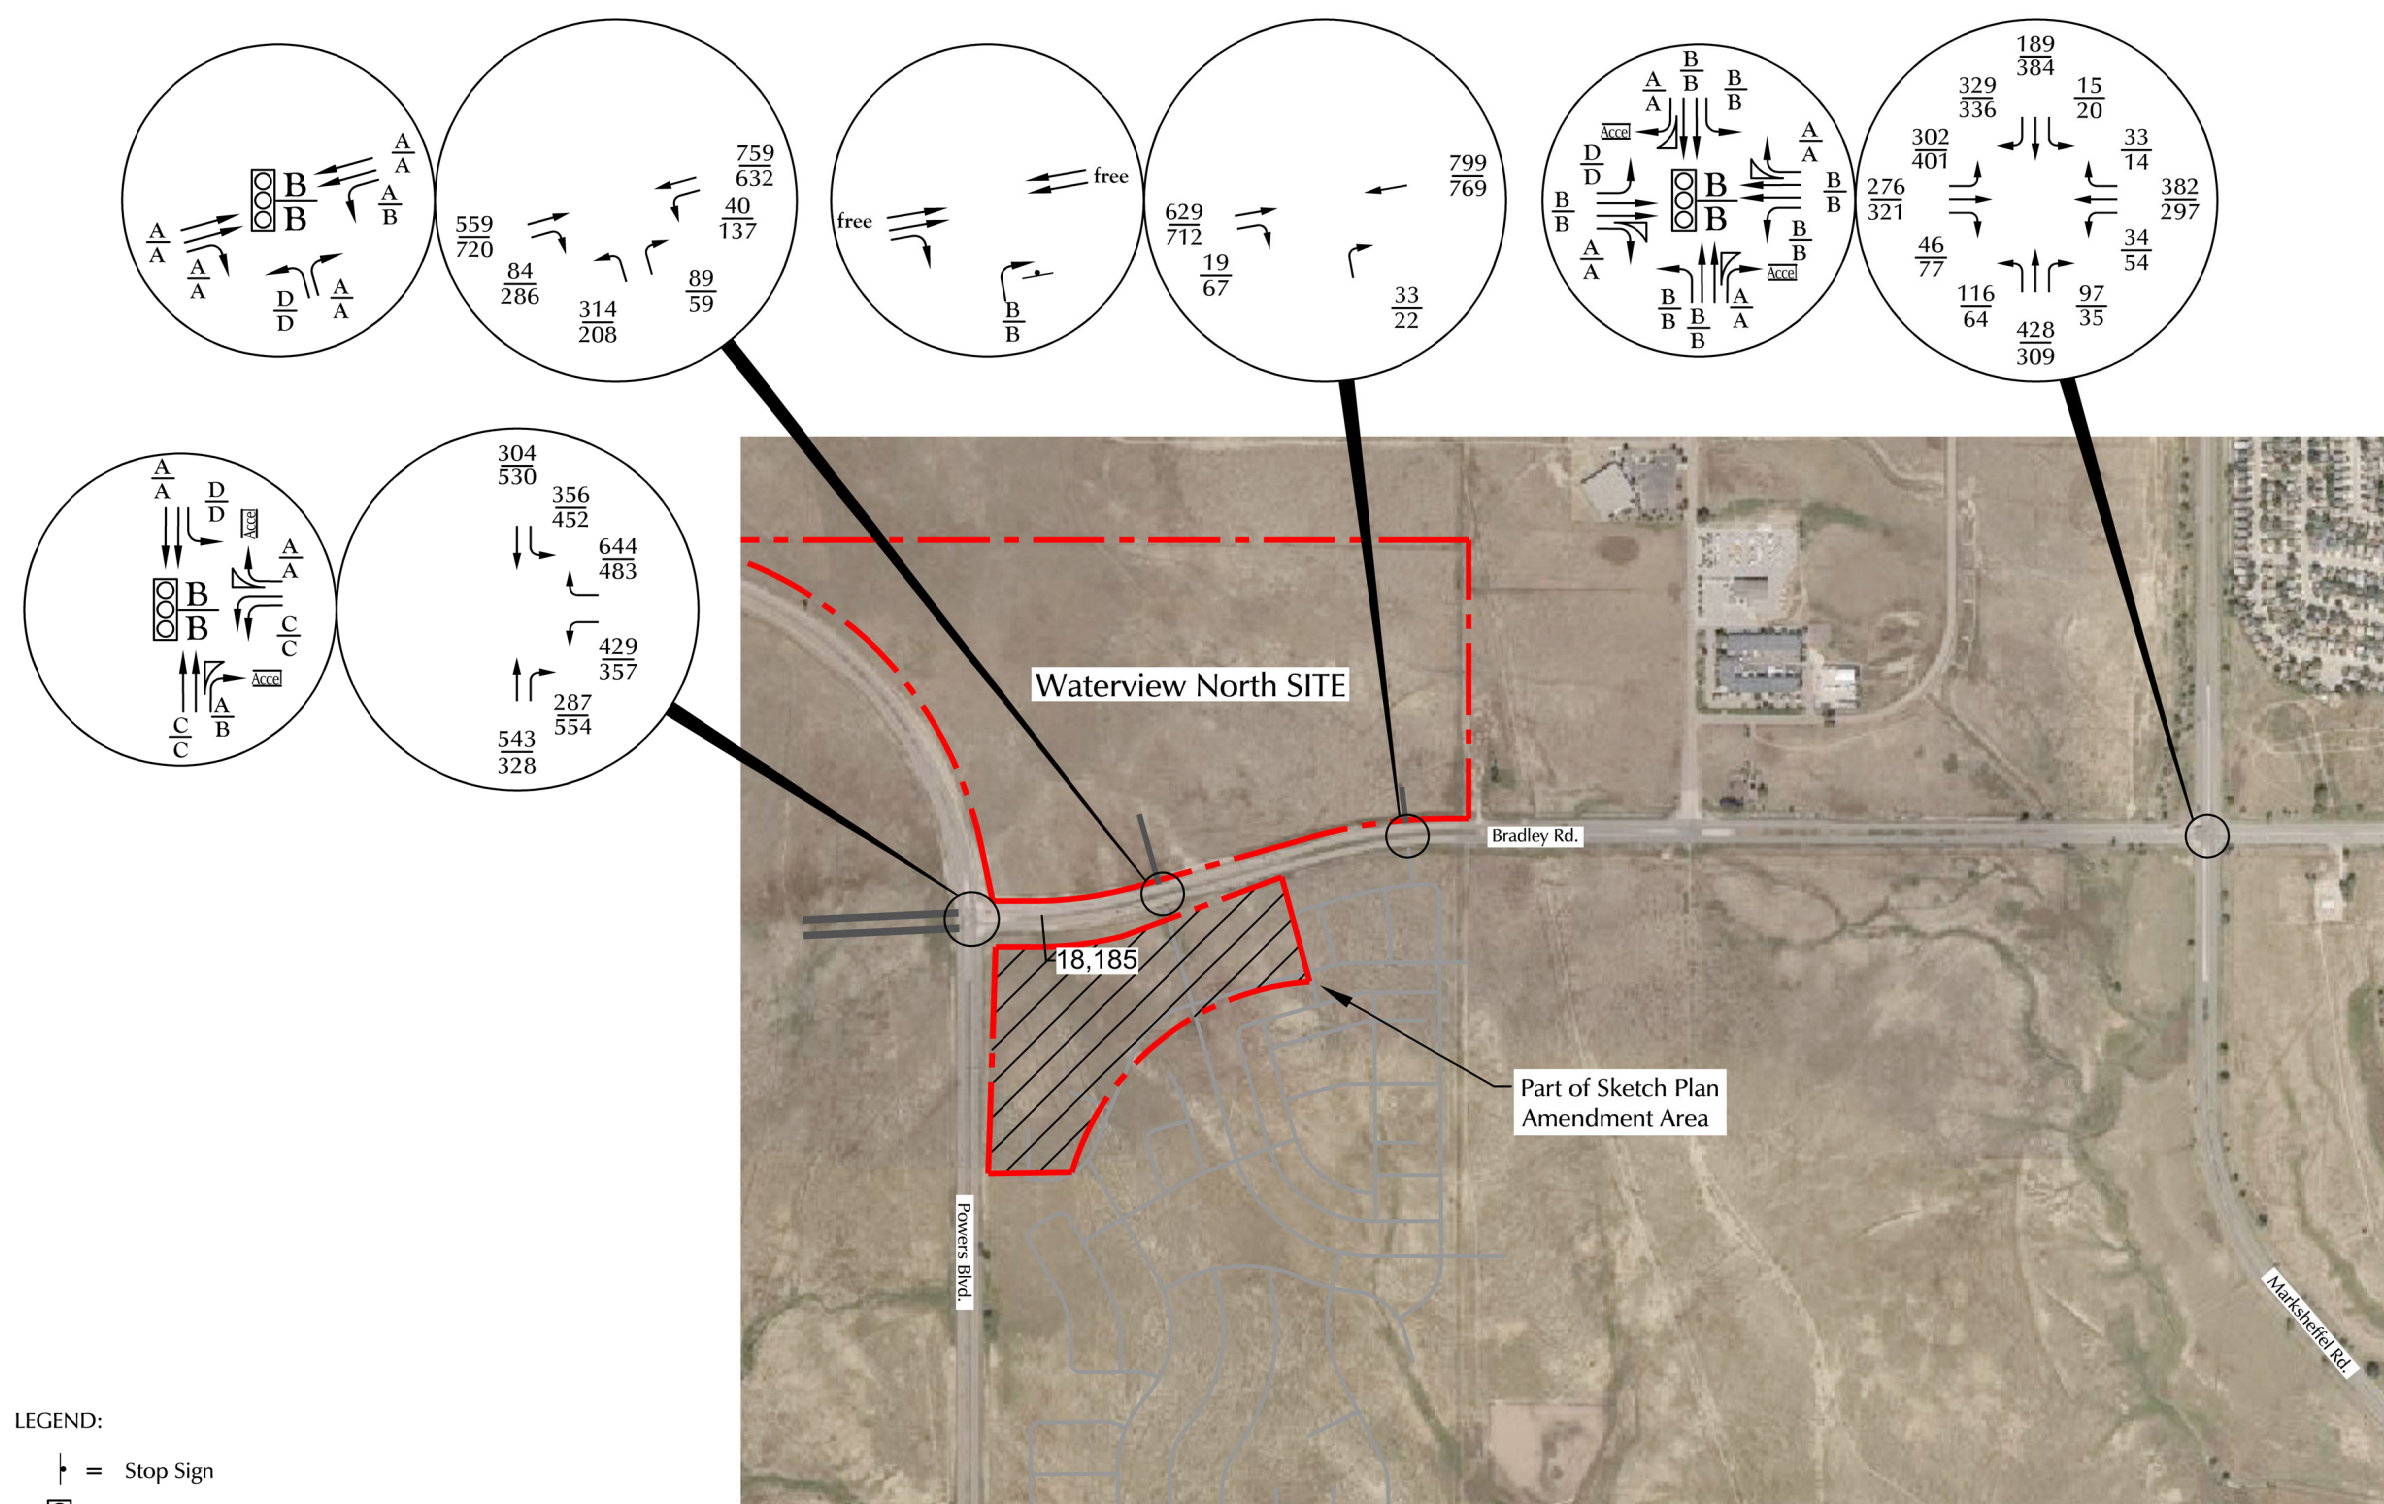 A
A
A
B
B
B
A
A
A
A
D
D
A
A
759
632
40
137
559
720
84
286
314
208
89
59
free
free
B
B
799
769
629
712
19
67
33
22
B
B
A
A
B
B
Accel
D
D
A
A
B
B
B
B
B
B
A
A
B
B
Accel
B
B
B
B
A
A
189
384
329
336
15
20
302
401
33
14
276
321
382
297
46
77
34
54
116
64
97
35
428
309
A
A
D
D
Accel
A
A
B
B
C
C
Accel
A
B
C
C
304
530
356
452
644
483
429
357
287
554
543
328
Waterview North SITE
Bradley Rd.
18,185
Part of Sketch Plan
Amendment Area
Powers Blvd.
Marksheffel Rd.
LEGEND:
= Stop Sign